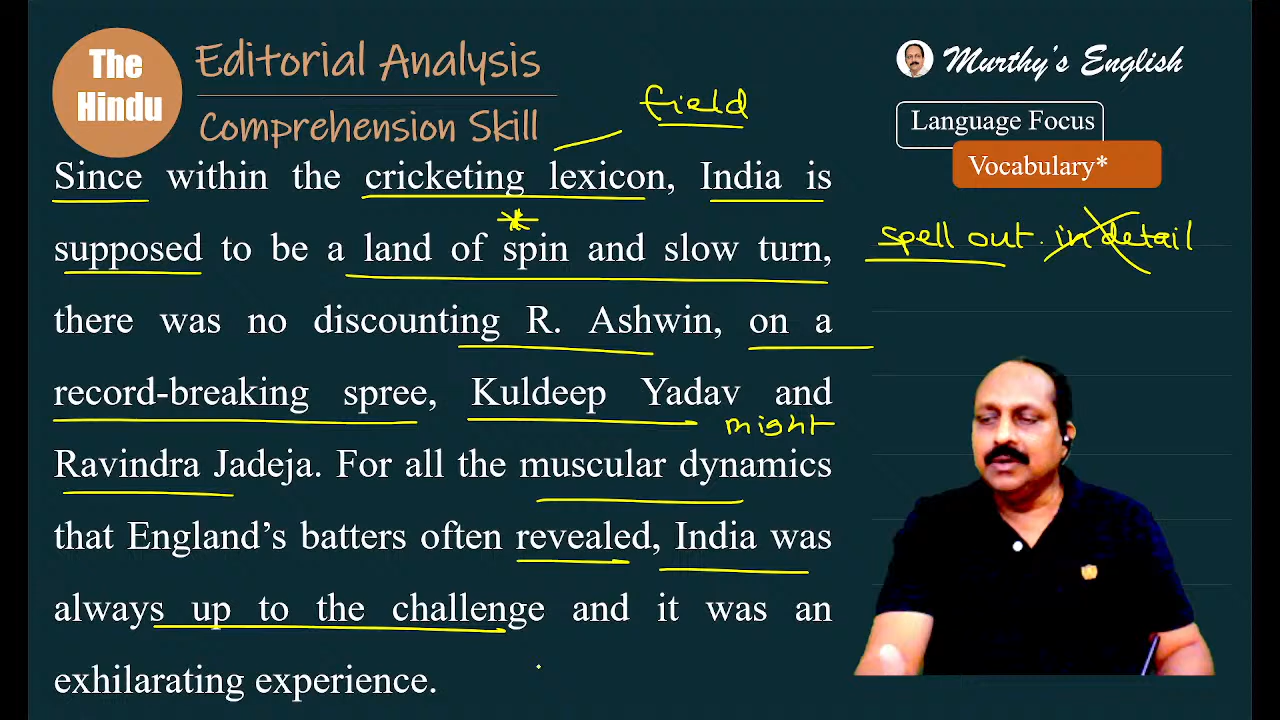 The
Hindu
Editorial Analysis
Comprehension Skill
Murthy's English
Language Focus
Vocabulary*
field
Since within the cricketing lexicon, India is
supposed to be a land of spin and slow turn,
there was no discounting R. Ashwin, on a
record-breaking spree, Kuldeep Yadav and
might
Ravindra Jadeja. For all the muscular dynamics
that England's batters often revealed, India was
always up to the challenge and it was an
exhilarating experience.
spell out. in detail